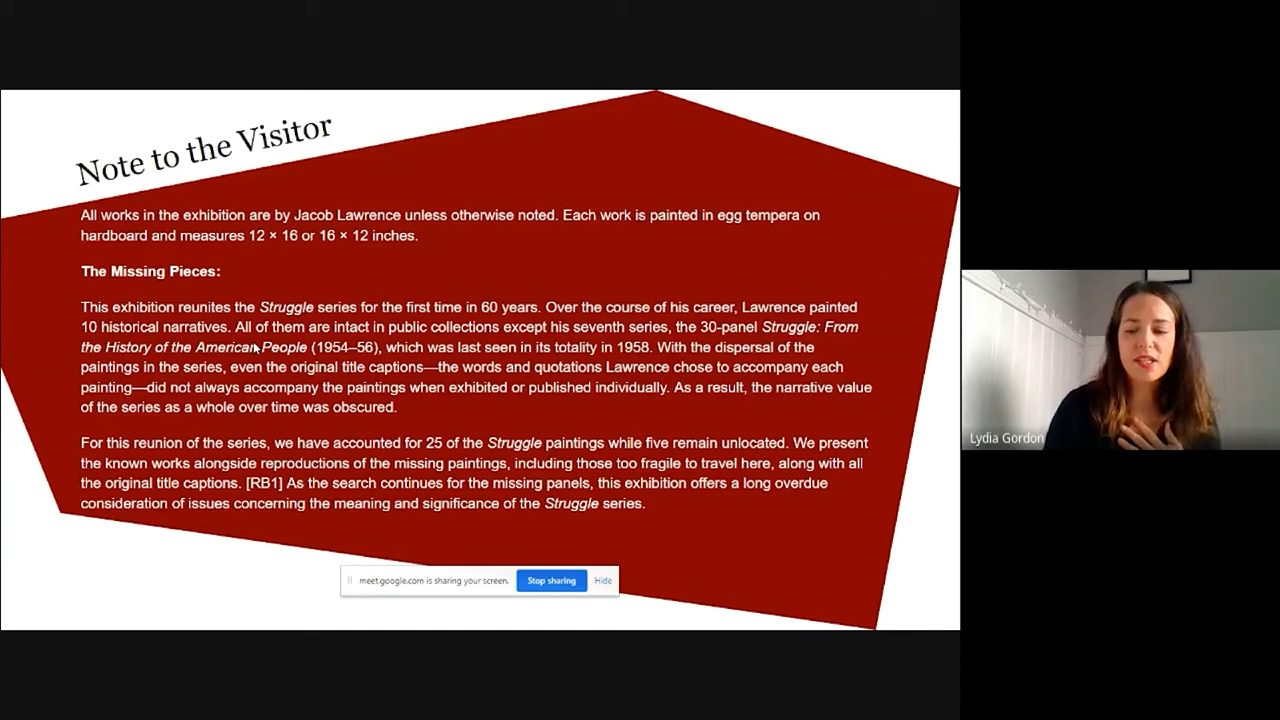 Note to the Visitor
All works in the exhibition are by Jacob Lawrence unless otherwise noted. Each work is painted in egg tempera on
hardboard and measures 12 × 16 or 16 × 12 inches.
The Missing Pieces:
This exhibition reunites the Struggle series for the first time in 60 years. Over the course of his career, Lawrence painted
10 historical narratives. All of them are intact in public collections except his seventh series, the 30-panel Struggle: From
the History of the American People (1954–56), which was last seen in its totality in 1958. With the dispersal of the
paintings in the series, even the original title captions—the words and quotations Lawrence chose to accompany each
painting—did not always accompany the paintings when exhibited or published individually. As a result, the narrative value
of the series as a whole over time was obscured.
For this reunion of the series, we have accounted for 25 of the Struggle paintings while five remain unlocated. We present
the known works alongside reproductions of the missing paintings, including those too fragile to travel here, along with all
the original title captions. [RB1] As the search continues for the missing panels, this exhibition offers a long overdue
consideration of issues concerning the meaning and significance of the Struggle series.
meet.google.com is sharing your screen. Stop sharing Hide
Lydia Gordon